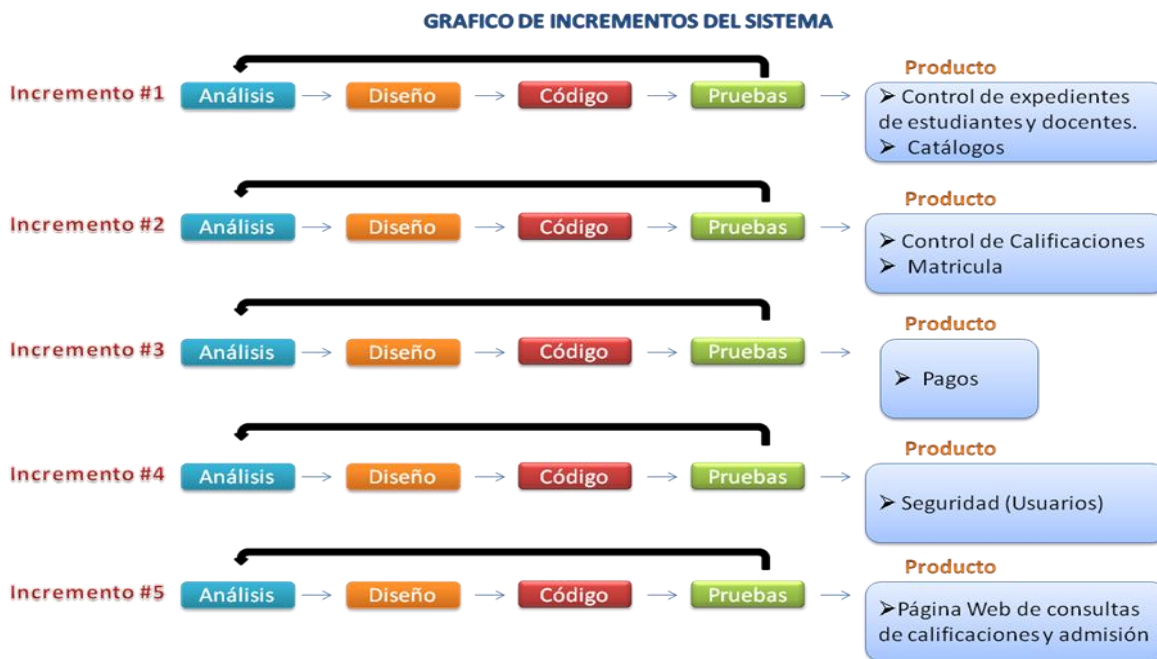 GRAFICO DE INCREMENTOS DEL SISTEMA
Producto
Incremento #1 Análisis Diseño Código Pruebas
➤ Control de expedientes
de estudiantes y docentes.
➤ Catálogos
Producto
Incremento #2 Análisis Diseño Código Pruebas
➤ Control de Calificaciones
➤ Matricula
Producto
Incremento #3 Análisis Diseño Código Pruebas
➤ Pagos
Producto
Incremento #4 Análisis Diseño Código Pruebas
➤ Seguridad (Usuarios)
Producto
Incremento #5 Análisis Diseño Código Pruebas
➤Página Web de consultas
de calificaciones y admisión